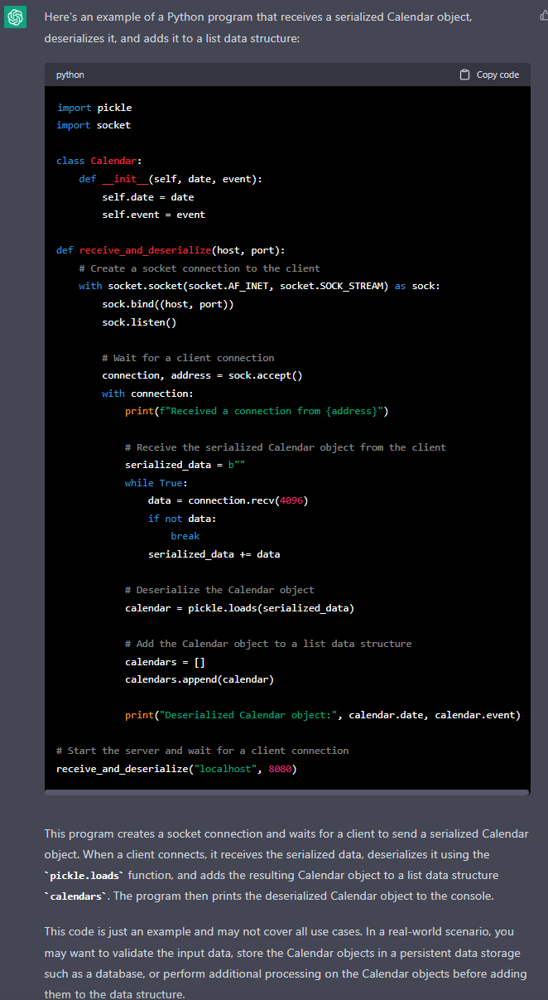 Here's an example of a Python program that receives a serialized Calendar object,
deserializes it, and adds it to a list data structure:
python
Copy code
import pickle
import socket
class Calendar:
    def __init__(self, date, event):
        self.date = date
        self.event = event
def receive_and_deserialize(host, port):
    # Create a socket connection to the client
    with socket.socket(socket.AF_INET, socket.SOCK_STREAM) as sock:
        sock.bind((host, port))
        sock.listen()
        # Wait for a client connection
        connection, address = sock.accept()
        with connection:
            print(f"Received a connection from {address}")
            # Receive the serialized Calendar object from the client
            serialized_data = b""
            while True:
                data = connection.recv(4096)
                if not data:
                    break
                serialized_data += data
            # Deserialize the Calendar object
            calendar = pickle.loads(serialized_data)
            # Add the Calendar object to a list data structure
            calendars = []
            calendars.append(calendar)
            print("Deserialized Calendar object:", calendar.date, calendar.event)
# Start the server and wait for a client connection
receive_and_deserialize("localhost", 8080)
This program creates a socket connection and waits for a client to send a serialized Calendar
object. When a client connects, it receives the serialized data, deserializes it using the
`pickle.loads` function, and adds the resulting Calendar object to a list data structure
`calendars`. The program then prints the deserialized Calendar object to the console.
This code is just an example and may not cover all use cases. In a real-world scenario, you
may want to validate the input data, store the Calendar objects in a persistent data storage
such as a database, or perform additional processing on the Calendar objects before adding
them to the data structure.